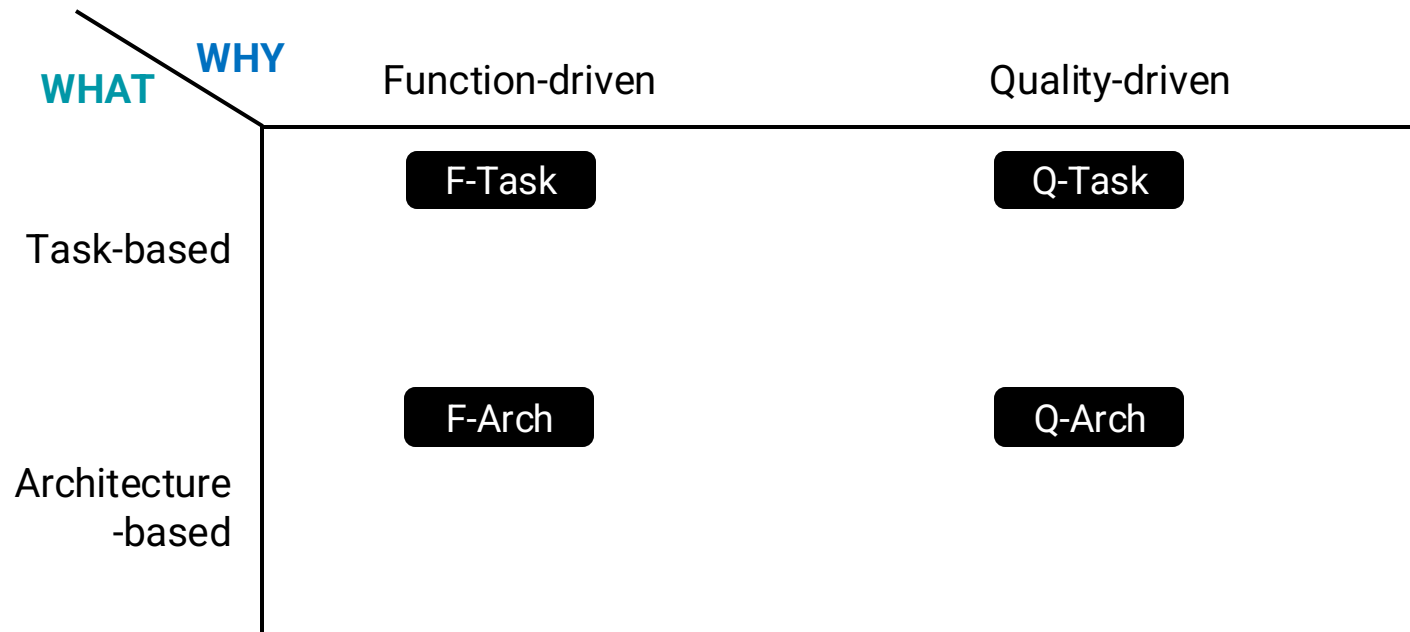 WHY
WHAT
Function-driven
Quality-driven
F-Task
Q-Task
Task-based
F-Arch
Q-Arch
Architecture
-based